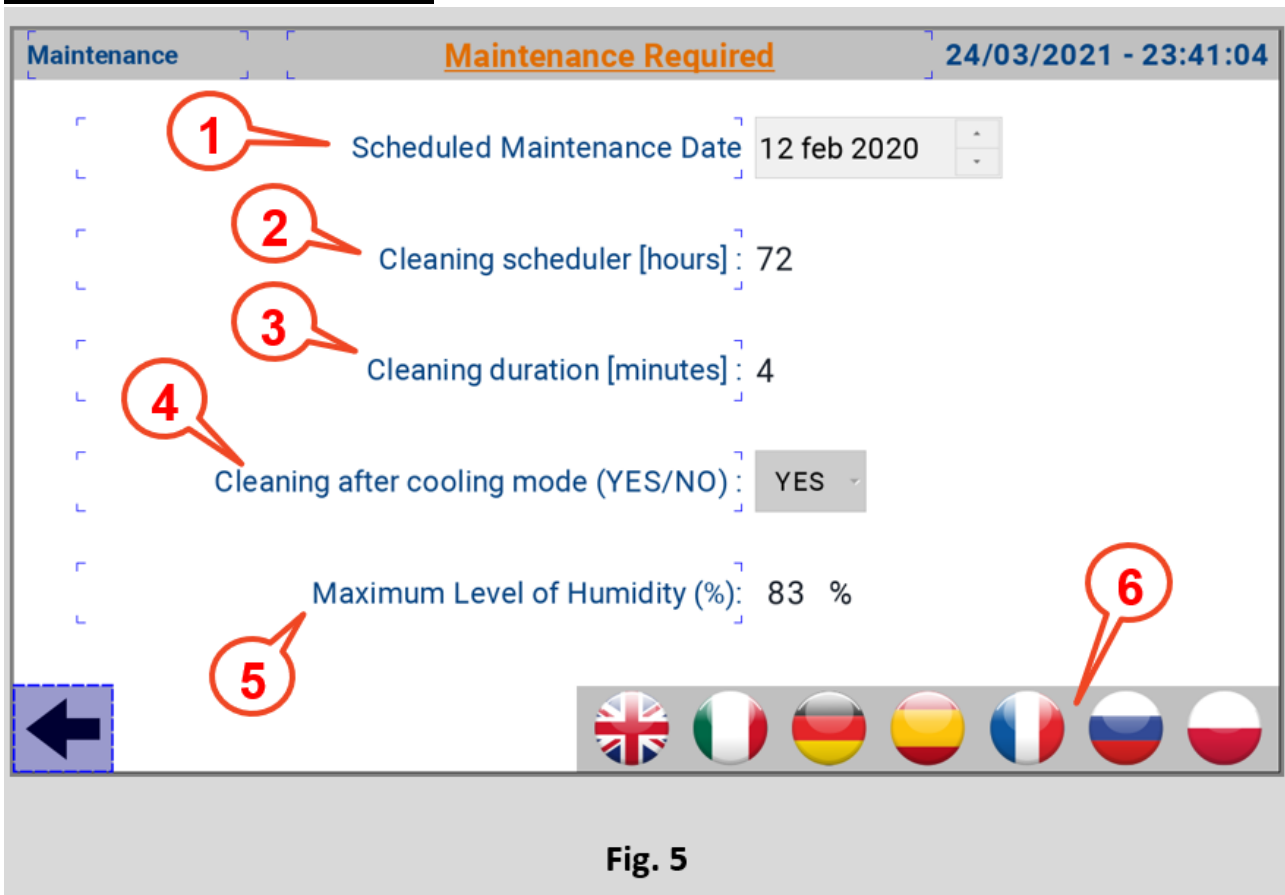 Maintenance Maintenance Required 24/03/2021 - 23:41:04
1 Scheduled Maintenance Date 12 feb 2020
2 Cleaning scheduler [hours] : 72
3 Cleaning duration [minutes] : 4
4 Cleaning after cooling mode (YES/NO) : YES
5 Maximum Level of Humidity (%): 83 %
6
Fig. 5